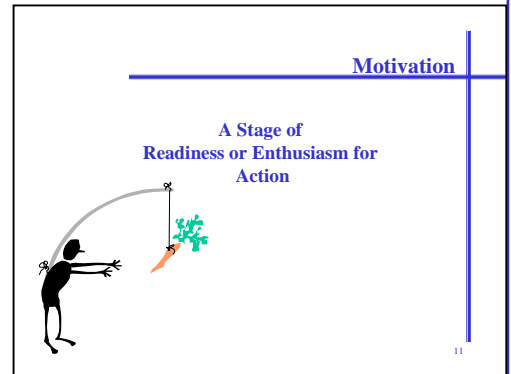 Motivation
A Stage of
Readiness or Enthusiasm for
Action
11